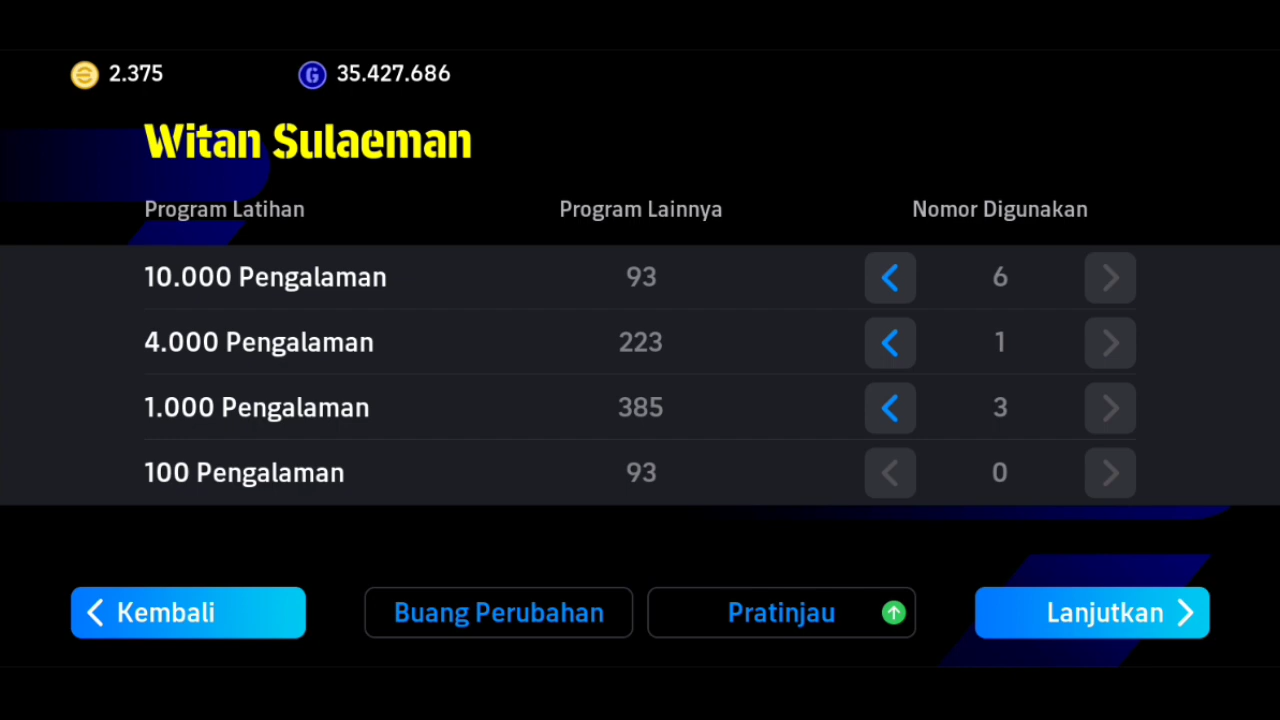 2.375 35.427.686
Witan Sulaeman
Program Latihan Program Lainnya Nomor Digunakan
10.000 Pengalaman 93 6
4.000 Pengalaman 223 1
1.000 Pengalaman 385 3
100 Pengalaman 93 0
Kembali Buang Perubahan Pratinjau Lanjutkan